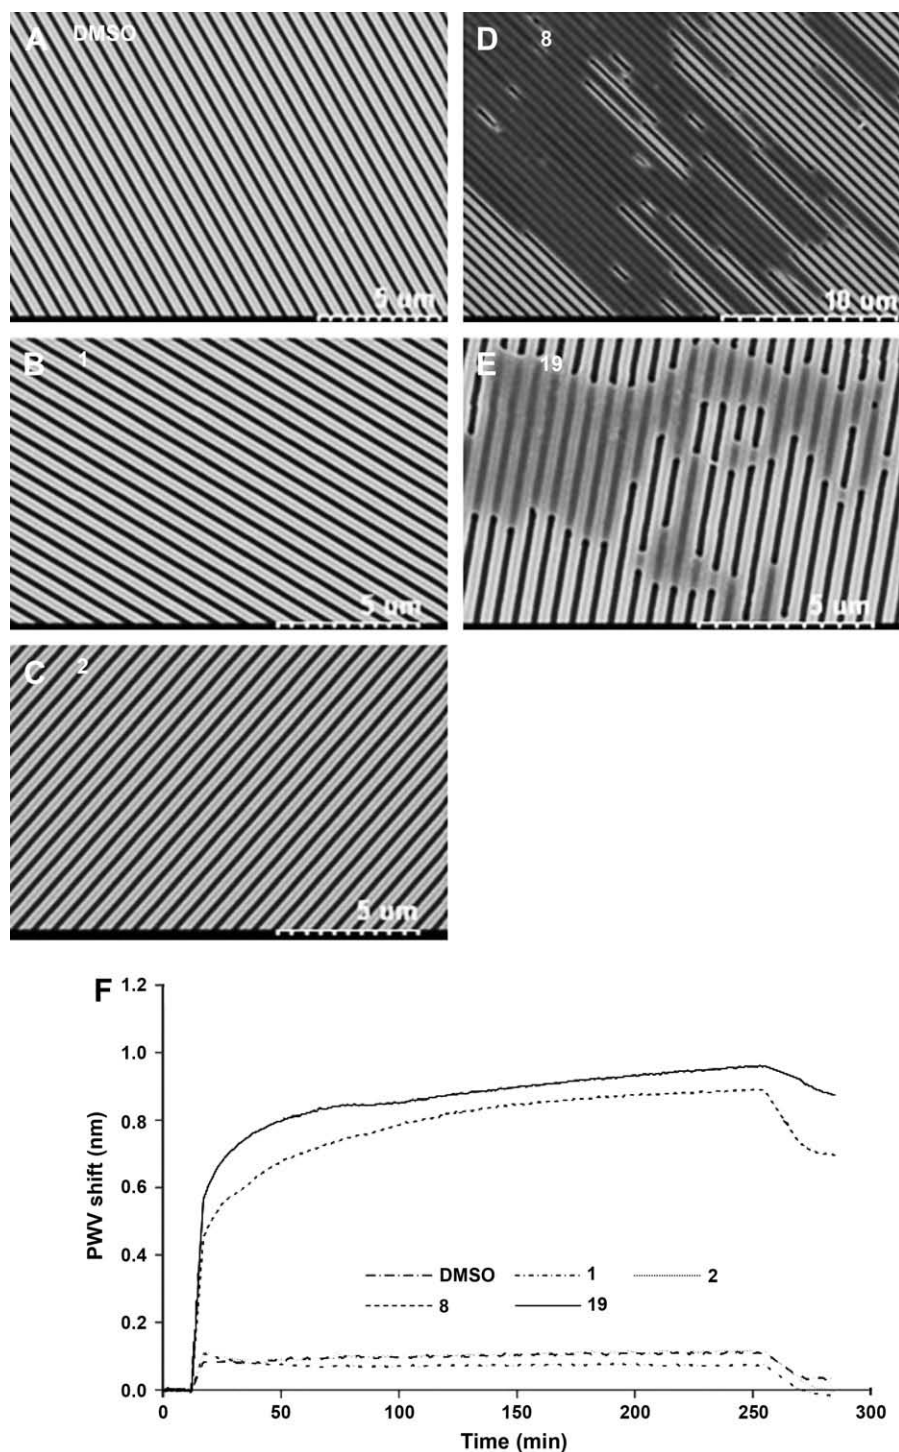 A DMSO
5 um
D 8
10 um
B 1
5 um
E 19
5 um
C 2
5 um
F
1.2
1.0
0.8
0.6
0.4
0.2
0.0
PWV shift (nm)
DMSO 1 2
8 19
0 50 100 150 200 250 300
Time (min)